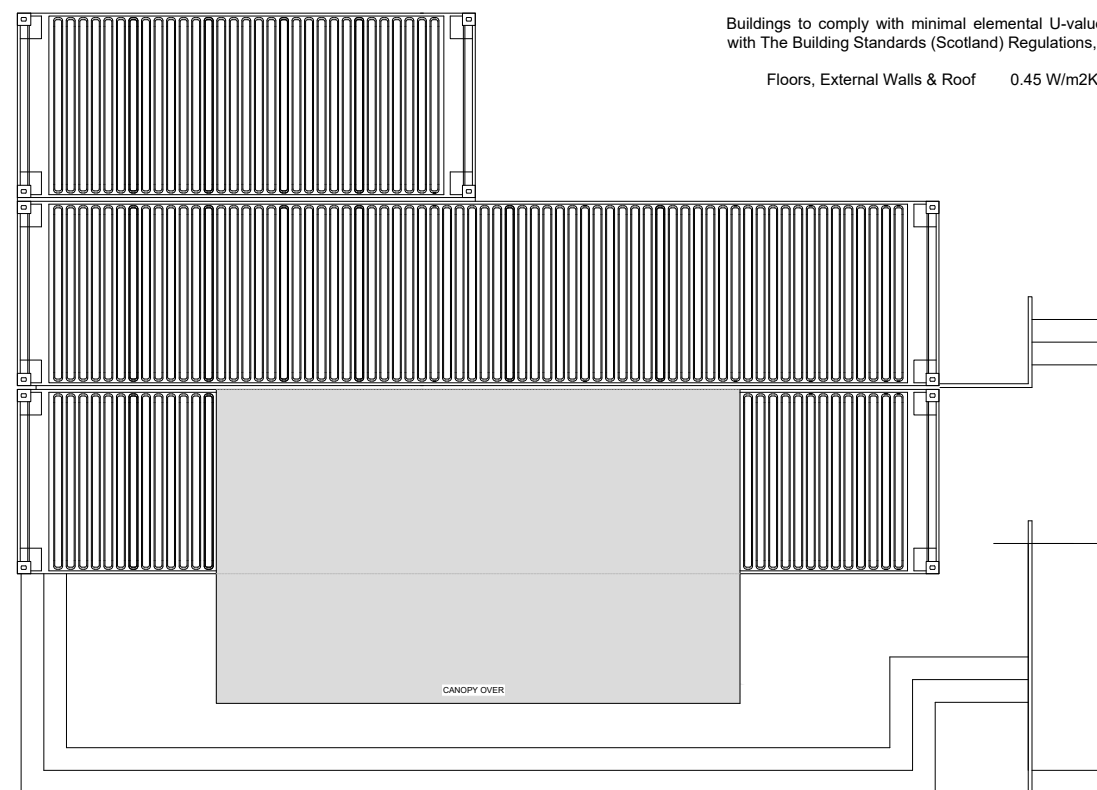 Buildings to comply with minimal elemental U-value
with The Building Standards (Scotland) Regulations,
Floors, External Walls & Roof 0.45 W/m2K
CANOPY OVER